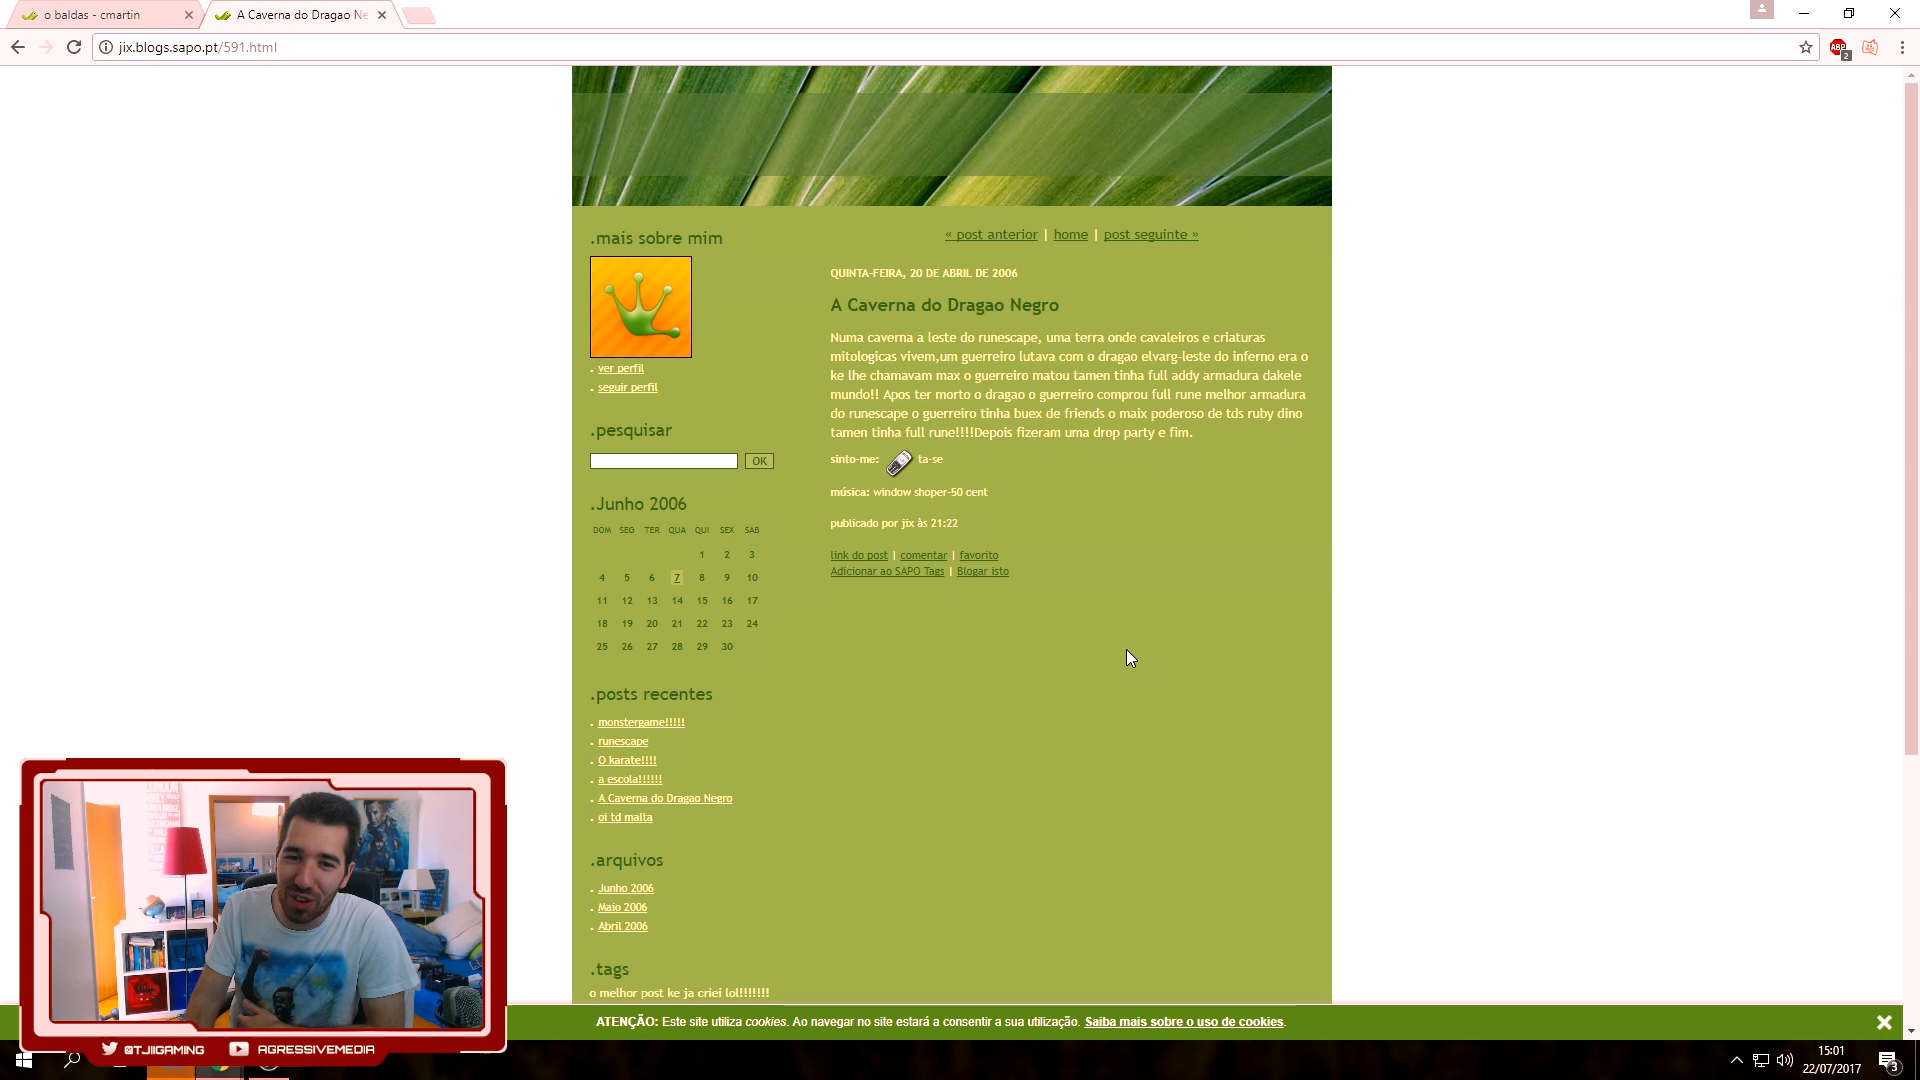 o baldas - cmartin
A Caverna do Dragao Ne
jix.blogs.sapo.pt/591.html
ABP
2
.mais sobre mim
. ver perfil
. seguir perfil
.pesquisar
OK
.Junho 2006
DOM SEG TER QUA QUI SEX SAB
1 2 3
4 5 6 7 8 9 10
11 12 13 14 15 16 17
18 19 20 21 22 23 24
25 26 27 28 29 30
.posts recentes
. monstergame!!!!!
. runescape
. O karate!!!!
. a escola!!!!!!
. A Caverna do Dragao Negro
. oi td malta
.arquivos
. Junho 2006
. Maio 2006
. Abril 2006
.tags
o melhor post ke ja criei lol!!!!!!!
« post anterior | home | post seguinte »
QUINTA-FEIRA, 20 DE ABRIL DE 2006
A Caverna do Dragao Negro
Numa caverna a leste do runescape, uma terra onde cavaleiros e criaturas
mitologicas vivem,um guerreiro lutava com o dragao elvarg-leste do inferno era o
ke lhe chamavam max o guerreiro matou tamen tinha full addy armadura dakele
mundo!! Apos ter morto o dragao o guerreiro comprou full rune melhor armadura
do runescape o guerreiro tinha buex de friends o maix poderoso de tds ruby dino
tamen tinha full rune!!!!Depois fizeram uma drop party e fim.
sinto-me: ta-se
música: window shoper-50 cent
publicado por jix às 21:22
link do post | comentar | favorito
Adicionar ao SAPO Tags | Blogar isto
ATENÇÃO: Este site utiliza cookies. Ao navegar no site estará a consentir a sua utilização. Saiba mais sobre o uso de cookies.
@TJIIGAMING
AGRESSIVEMEDIA
15:01
22/07/2017
3